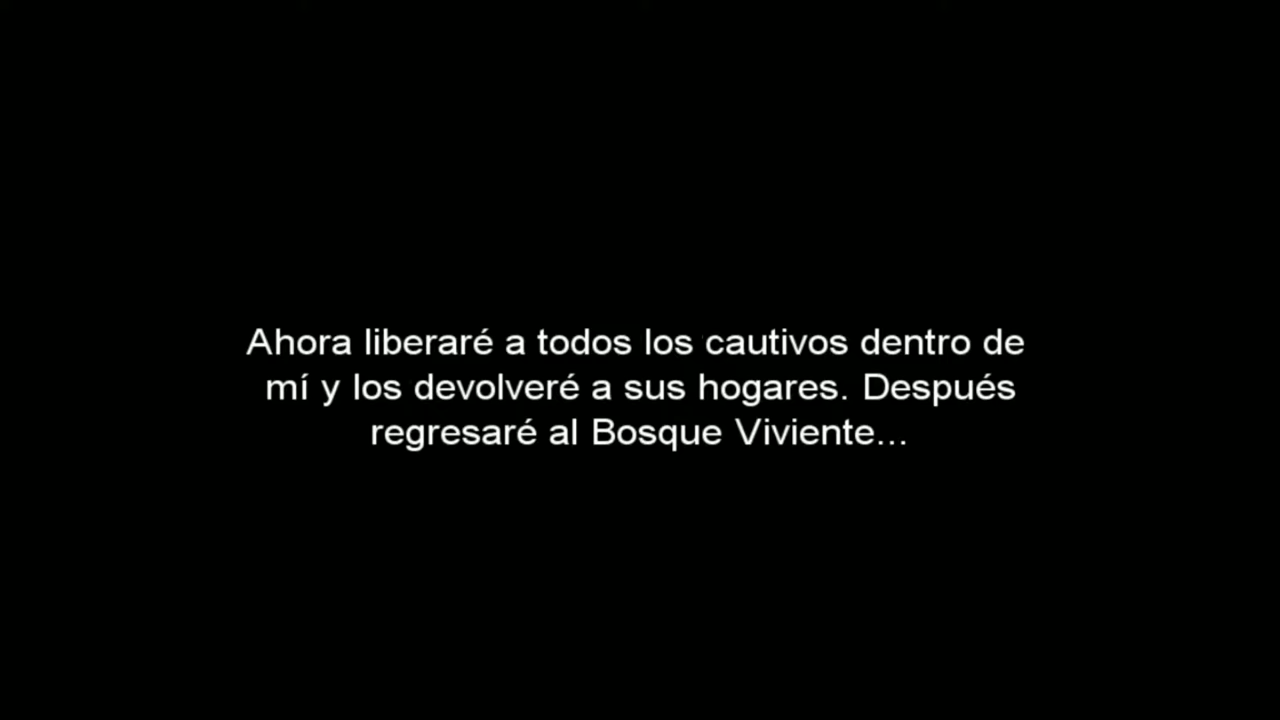 Ahora liberaré a todos los cautivos dentro de
mí y los devolveré a sus hogares. Después
regresaré al Bosque Viviente...